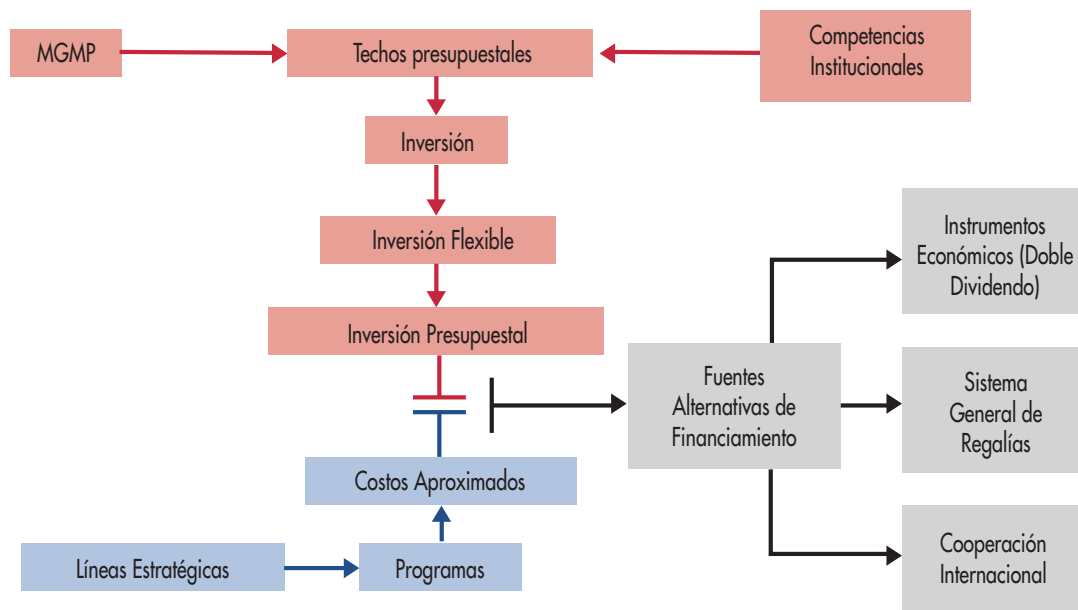 MGMP
Techos presupuestales
Competencias
Institucionales
Inversión
Inversión Flexible
Inversión Presupuestal
Instrumentos
Económicos (Doble
Dividendo)
Fuentes
Alternativas de
Financiamiento
Sistema
General de
Regalías
Costos Aproximados
Líneas Estratégicas
Programas
Cooperación
Internacional